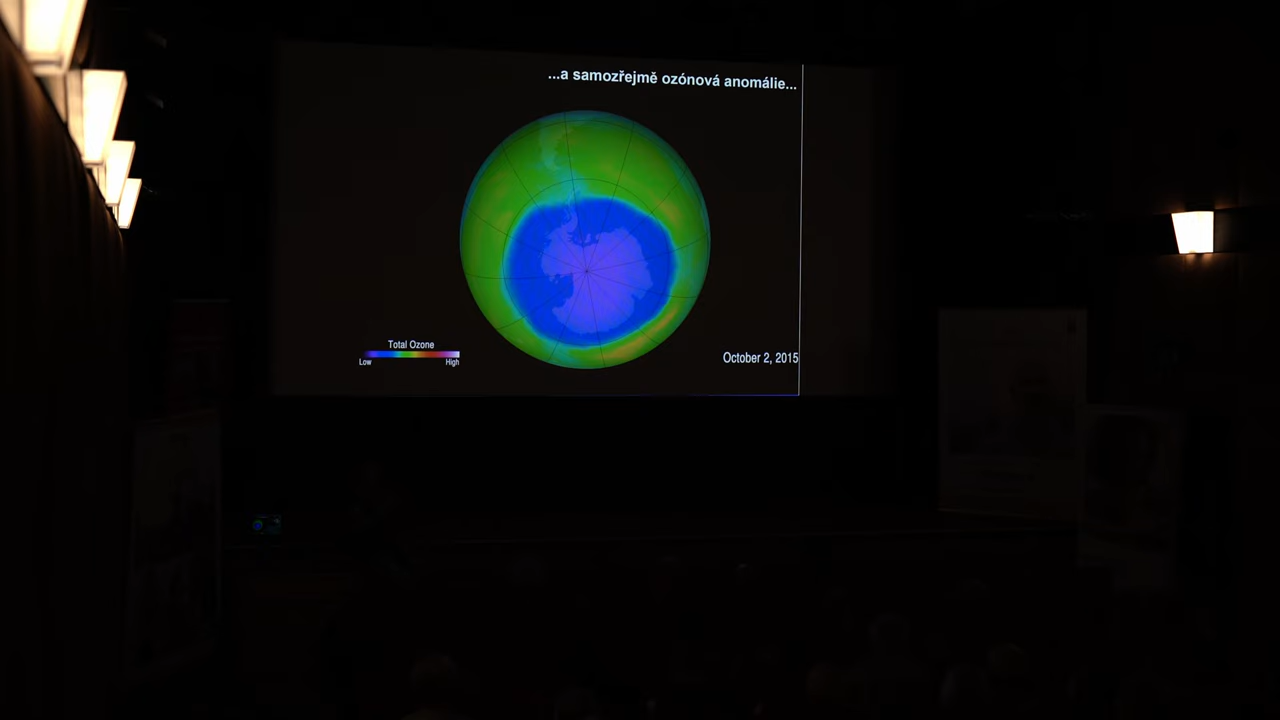 ...a samozřejmě ozónová anomálie...
Total Ozone
Low High
October 2, 2015